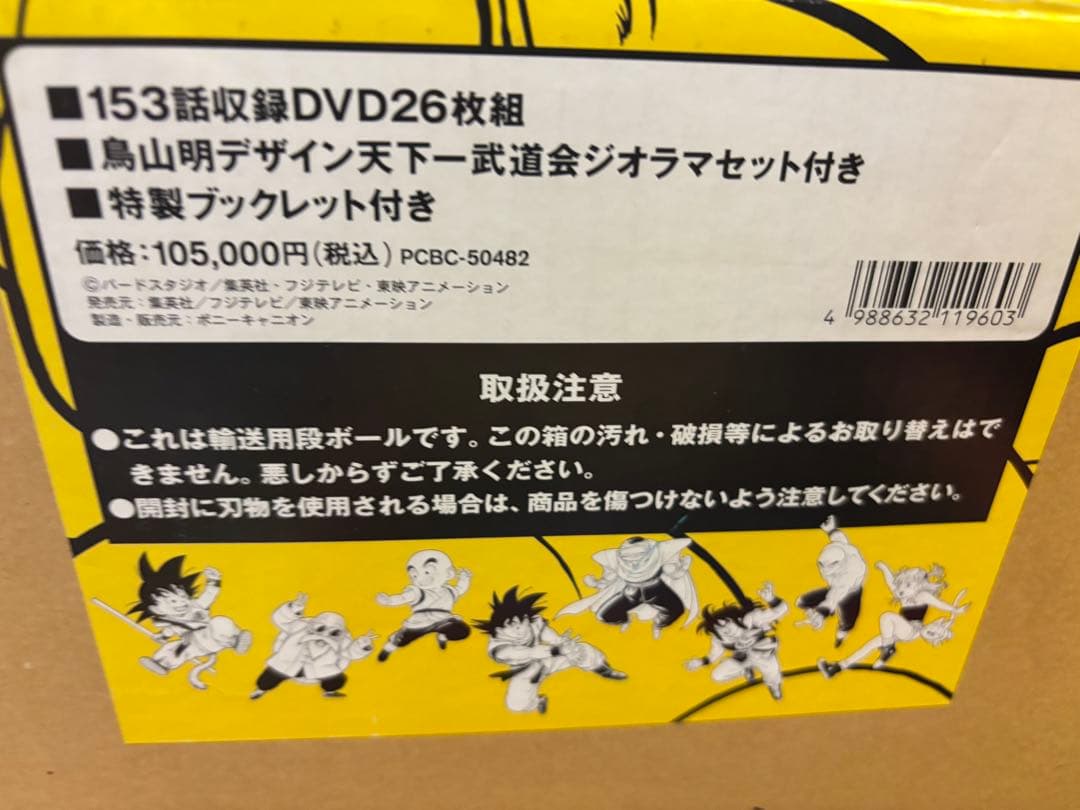 ■153話収録DVD26枚組
■鳥山明デザイン天下一武道会ジオラマセット付き
■特製ブックレット付き
価格：105,000円（税込）PCBC-50482
©バードスタジオ／集英社・フジテレビ・東映アニメーション
発売元：集英社／フジテレビ／東映アニメーション
製造・販売元：ポニーキャニオン
4 988632 119603
取扱注意
●これは輸送用段ボールです。この箱の汚れ・破損等によるお取り替えはで
きません。悪しからずご了承ください。
●開封に刃物を使用される場合は、商品を傷つけないよう注意してください。